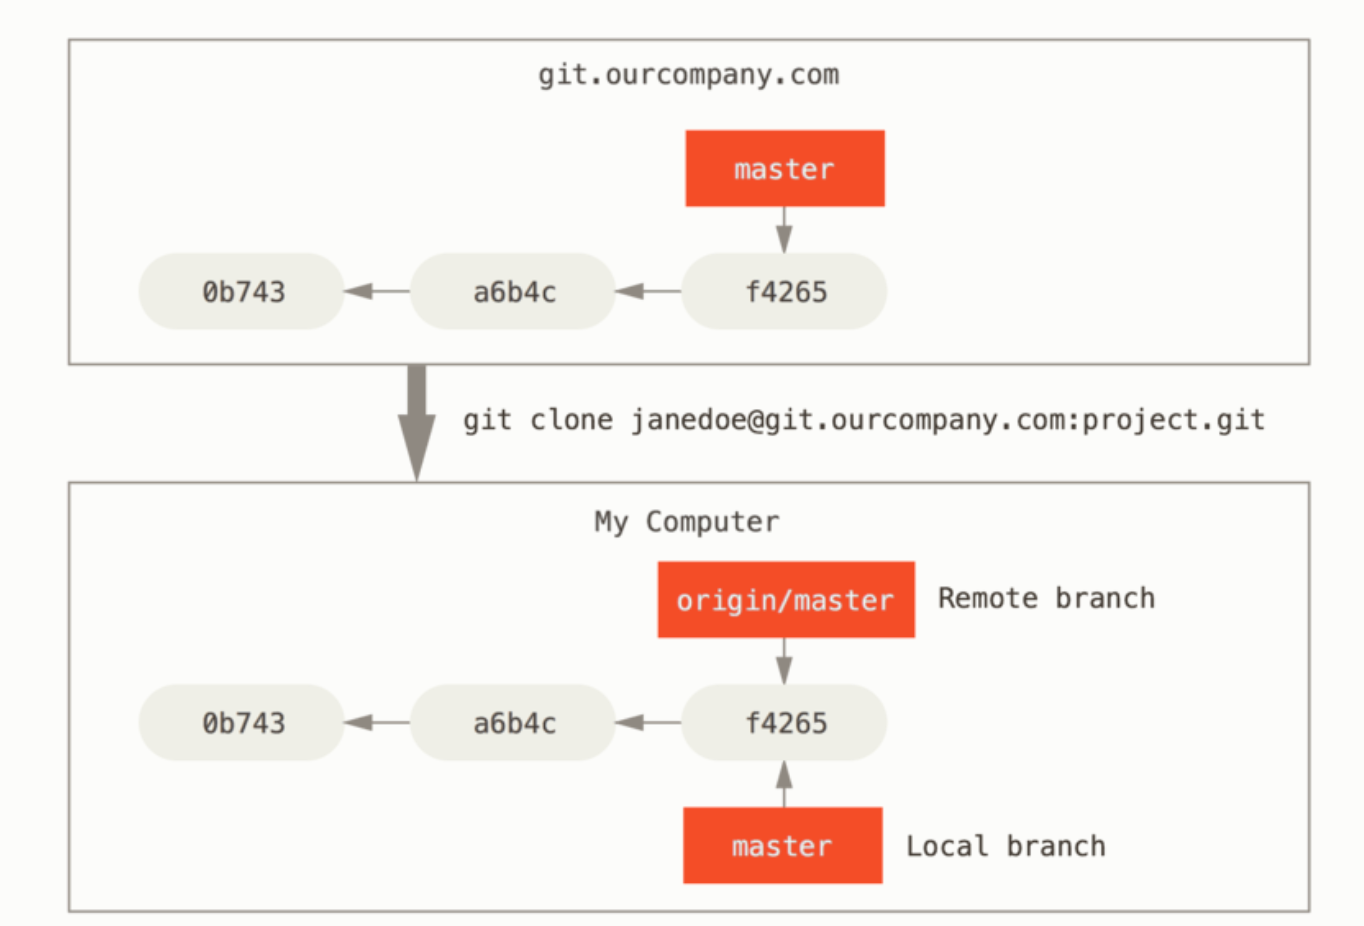 git.ourcompany.com
master
0b743
a6b4c
f4265
git clone janedoe@git.ourcompany.com:project.git
My Computer
origin/master
Remote branch
0b743
a6b4c
f4265
master
Local branch